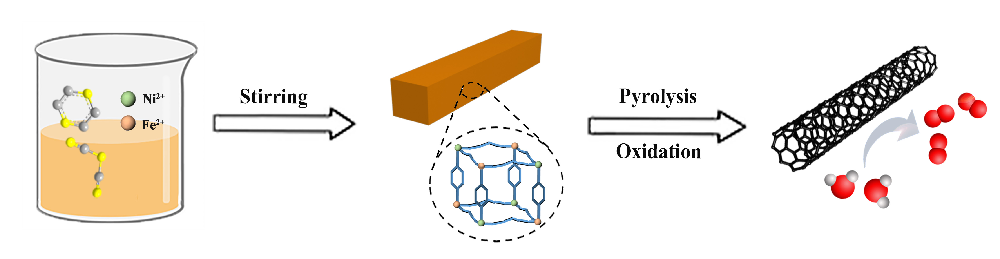 Ni²⁺
Fe²⁺
Stirring
Pyrolysis
Oxidation